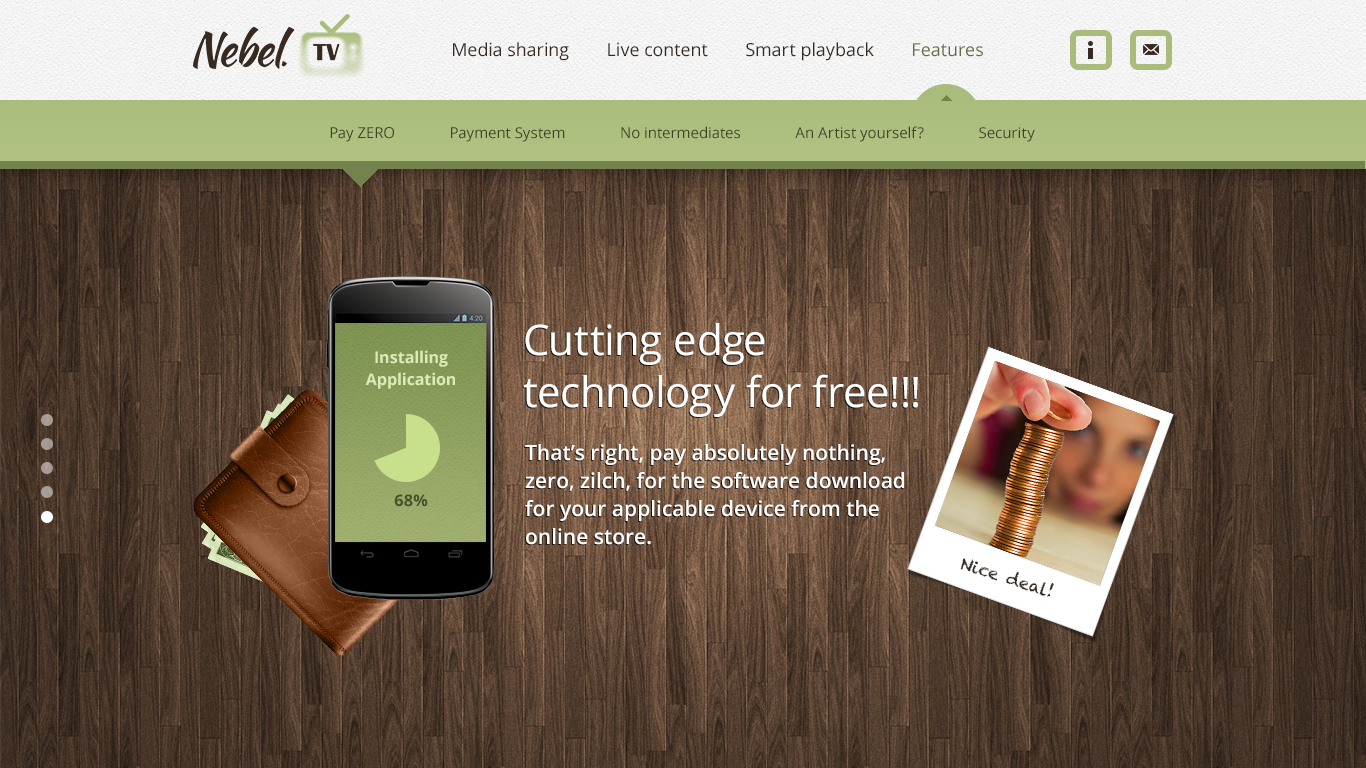 Nebel.
TV
Media sharing
Live content
Smart playback
Features
Pay ZERO
Payment System
No intermediates
An Artist yourself?
Security
4:20
Installing
Application
68%
Cutting edge
technology for free!!!
That's right, pay absolutely nothing,
zero, zilch, for the software download
for your applicable device from the
online store.
Nice deal!